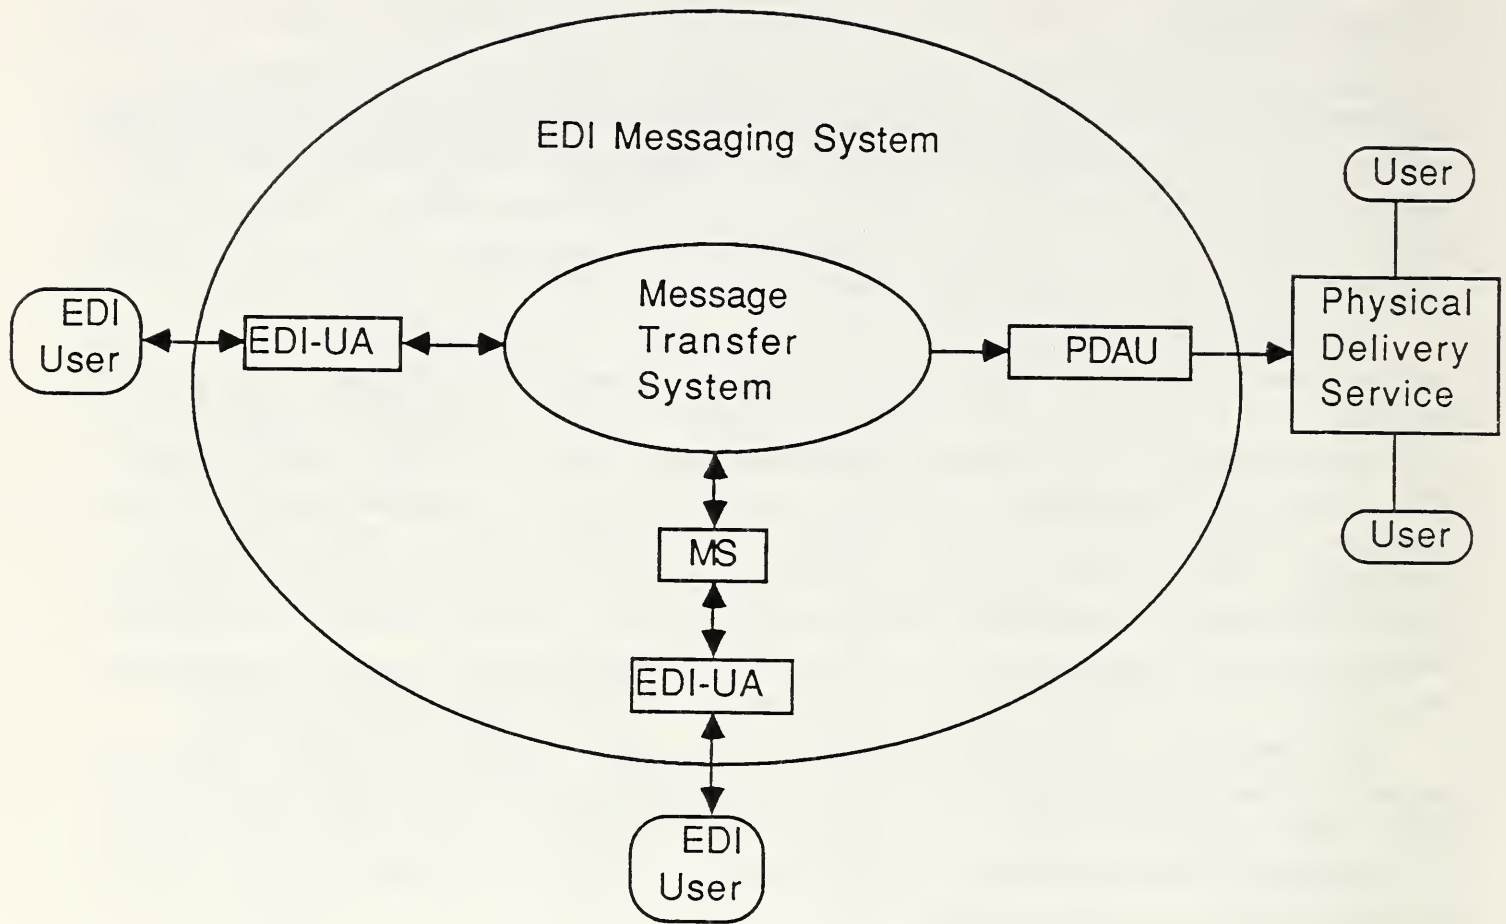 EDI Messaging System
User
EDI
User
EDI-UA
Message
Transfer
System
PDAU
Physical
Delivery
Service
MS
User
EDI-UA
EDI
User